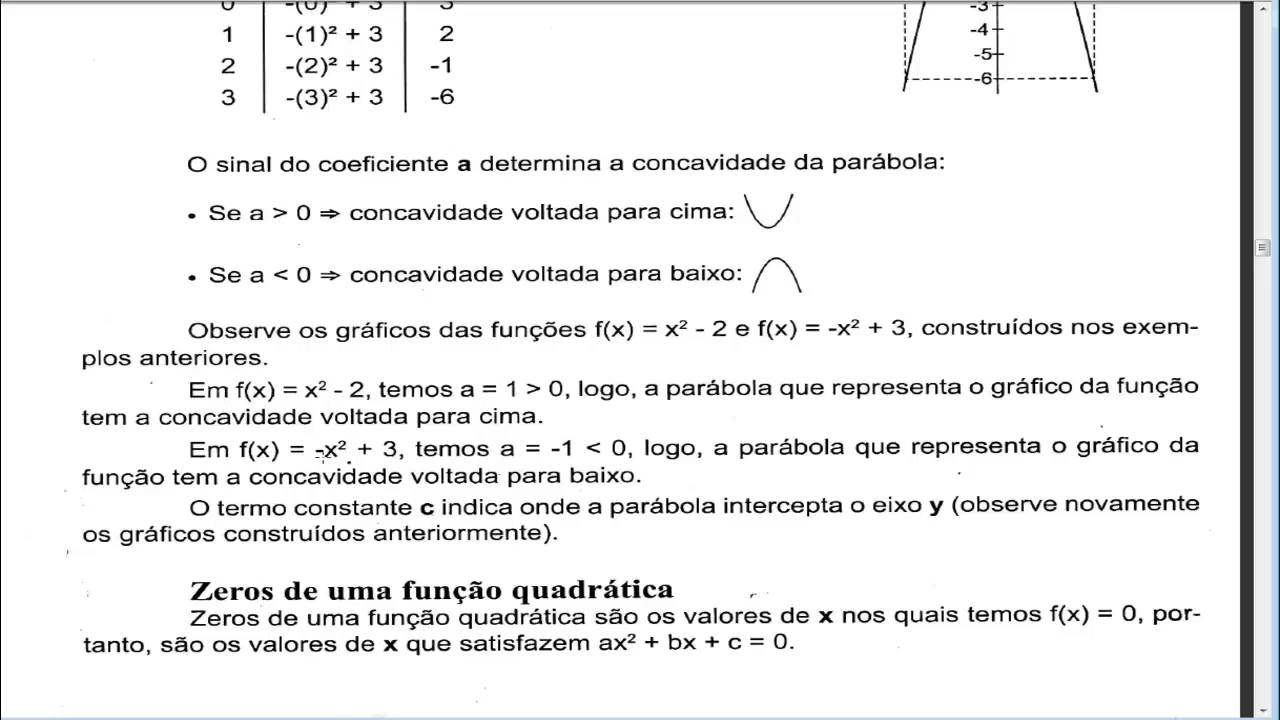 0 -(0)² + 3 3
1 -(1)² + 3 2
2 -(2)² + 3 -1
3 -(3)² + 3 -6
-3
-4
-5
-6
O sinal do coeficiente a determina a concavidade da parábola:
• Se a > 0 ⇒ concavidade voltada para cima:
• Se a < 0 ⇒ concavidade voltada para baixo:
Observe os gráficos das funções f(x) = x² - 2 e f(x) = -x² + 3, construídos nos exem-
plos anteriores.
Em f(x) = x² - 2, temos a = 1 > 0, logo, a parábola que representa o gráfico da função
tem a concavidade voltada para cima.
Em f(x) = -x² + 3, temos a = -1 < 0, logo, a parábola que representa o gráfico da
função tem a concavidade voltada para baixo.
O termo constante c indica onde a parábola intercepta o eixo y (observe novamente
os gráficos construídos anteriormente).
Zeros de uma função quadrática
Zeros de uma função quadrática são os valores de x nos quais temos f(x) = 0, por-
tanto, são os valores de x que satisfazem ax² + bx + c = 0.